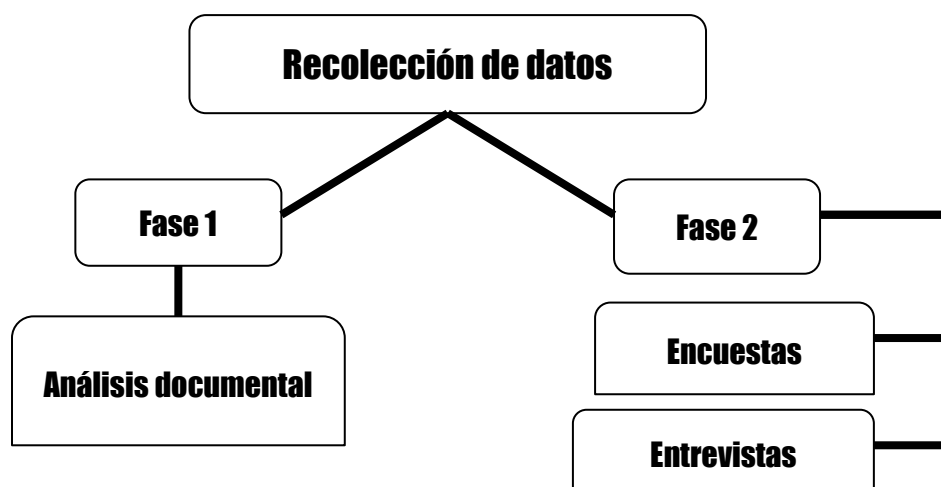 Recolección de datos
Fase 1
Fase 2
Encuestas
Análisis documental
Entrevistas